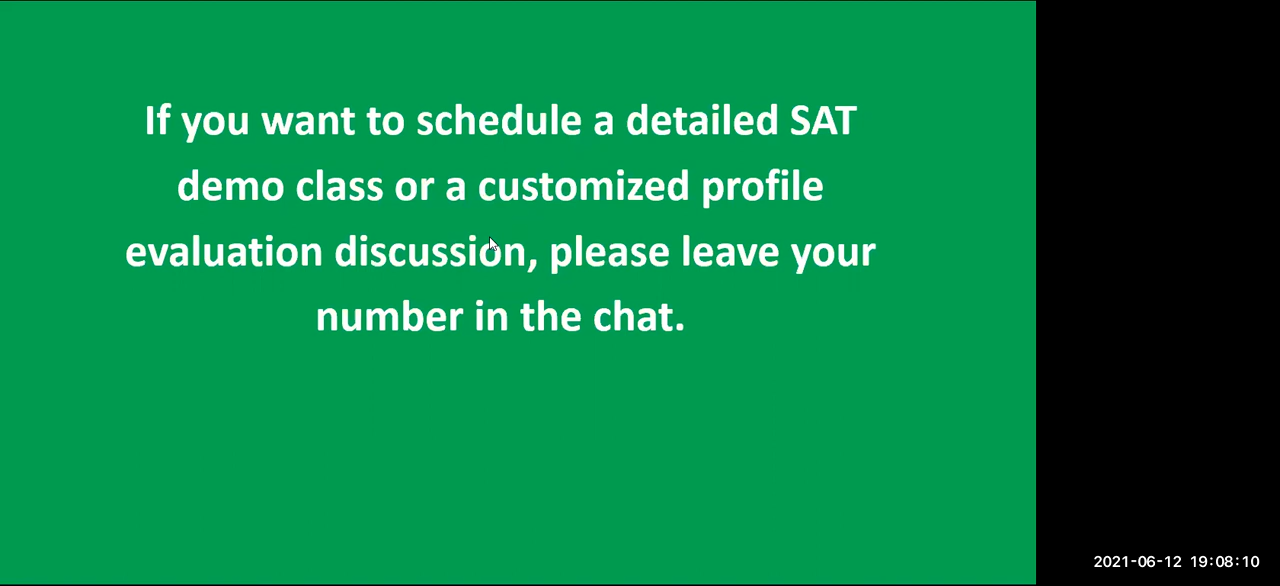 If you want to schedule a detailed SAT
demo class or a customized profile
evaluation discussion, please leave your
number in the chat.
2021-06-12 19:08:10